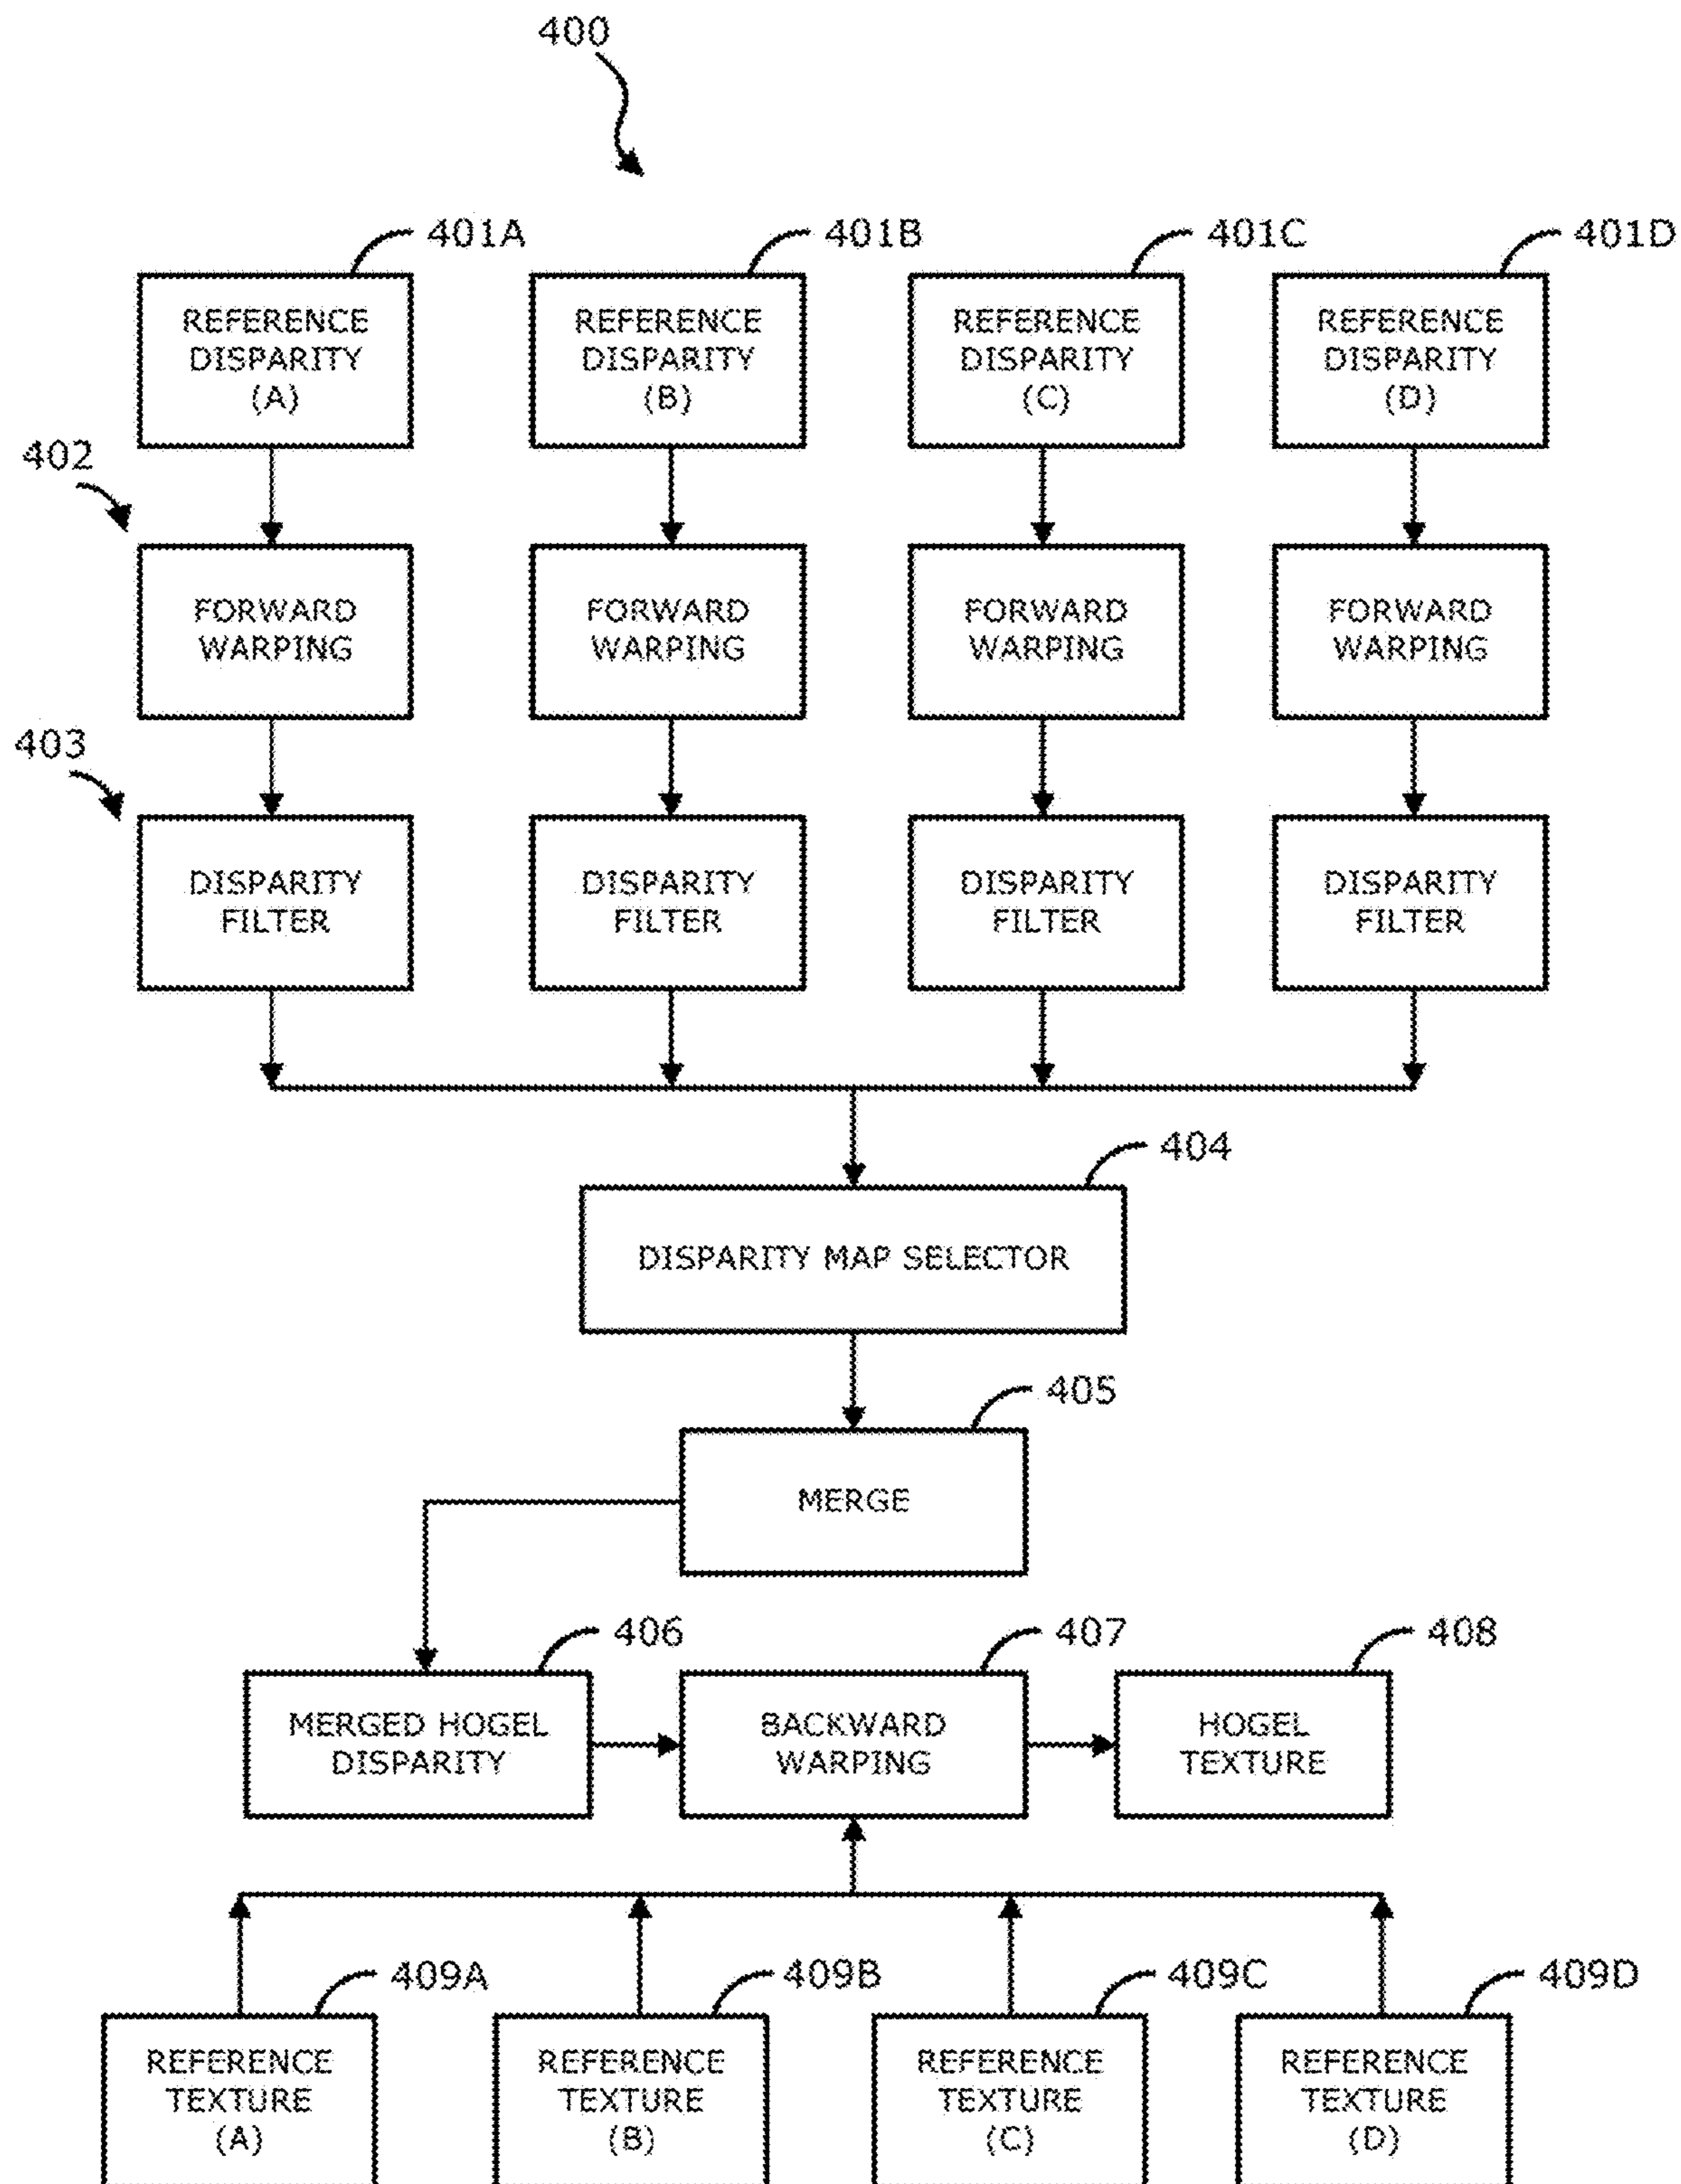 400
401A
401B
401C
401D
REFERENCE
DISPARITY
(A)
REFERENCE
DISPARITY
(B)
REFERENCE
DISPARITY
(C)
REFERENCE
DISPARITY
(D)
402
FORWARD
WARPING
FORWARD
WARPING
FORWARD
WARPING
FORWARD
WARPING
403
DISPARITY
FILTER
DISPARITY
FILTER
DISPARITY
FILTER
DISPARITY
FILTER
404
DISPARITY MAP SELECTOR
405
MERGE
406
407
408
MERGED HOGEL
DISPARITY
BACKWARD
WARPING
HOGEL
TEXTURE
409A
409B
409C
409D
REFERENCE
TEXTURE
(A)
REFERENCE
TEXTURE
(B)
REFERENCE
TEXTURE
(C)
REFERENCE
TEXTURE
(D)